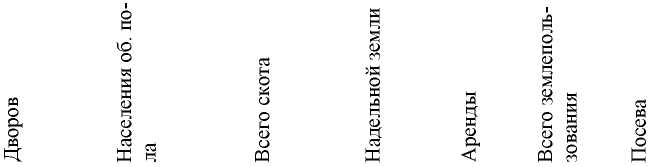 Дворов
Населения об. по-
ла
Всего скота
Надельной земли
Аренды
Всего землеполь-
зования
Посева